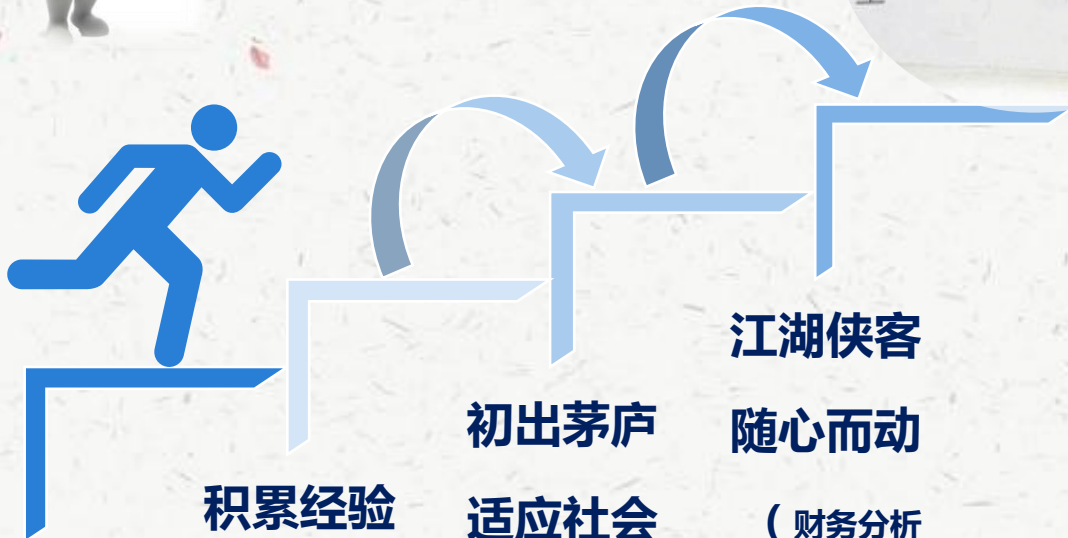 江湖侠客
随心而动
（ 财务分析
初出茅庐
适应社会
积累经验